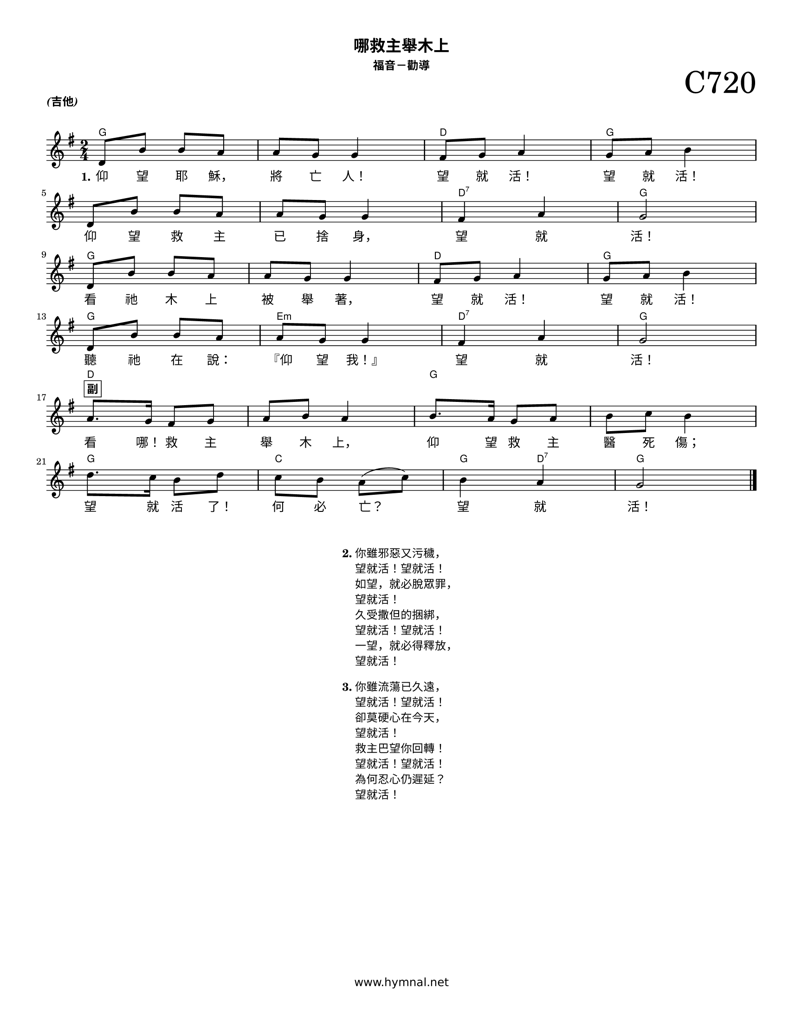 哪救主舉木上
福音－勸導
C720
(吉他)
G D G
2
4
1. 仰 望 耶 穌， 將 亡 人！ 望 就 活！ 望 就 活！
5 D7 G
仰 望 救 主 已 捨 身， 望 就 活！
9 G D G
看 祂 木 上 被 舉 著， 望 就 活！ 望 就 活！
13 G Em D7 G
聽 祂 在 說： 『仰 望 我！』 望 就 活！
D G
副
17
看 哪！救 主 舉 木 上， 仰 望 救 主 醫 死 傷；
21 G C G D7 G
望 就 活 了！ 何 必 亡？ 望 就 活！
2. 你雖邪惡又污穢，
望就活！望就活！
如望，就必脫眾罪，
望就活！
久受撒但的捆綁，
望就活！望就活！
一望，就必得釋放，
望就活！
3. 你雖流蕩已久遠，
望就活！望就活！
卻莫硬心在今天，
望就活！
救主巴望你回轉！
望就活！望就活！
為何忍心仍遲延？
望就活！
www.hymnal.net